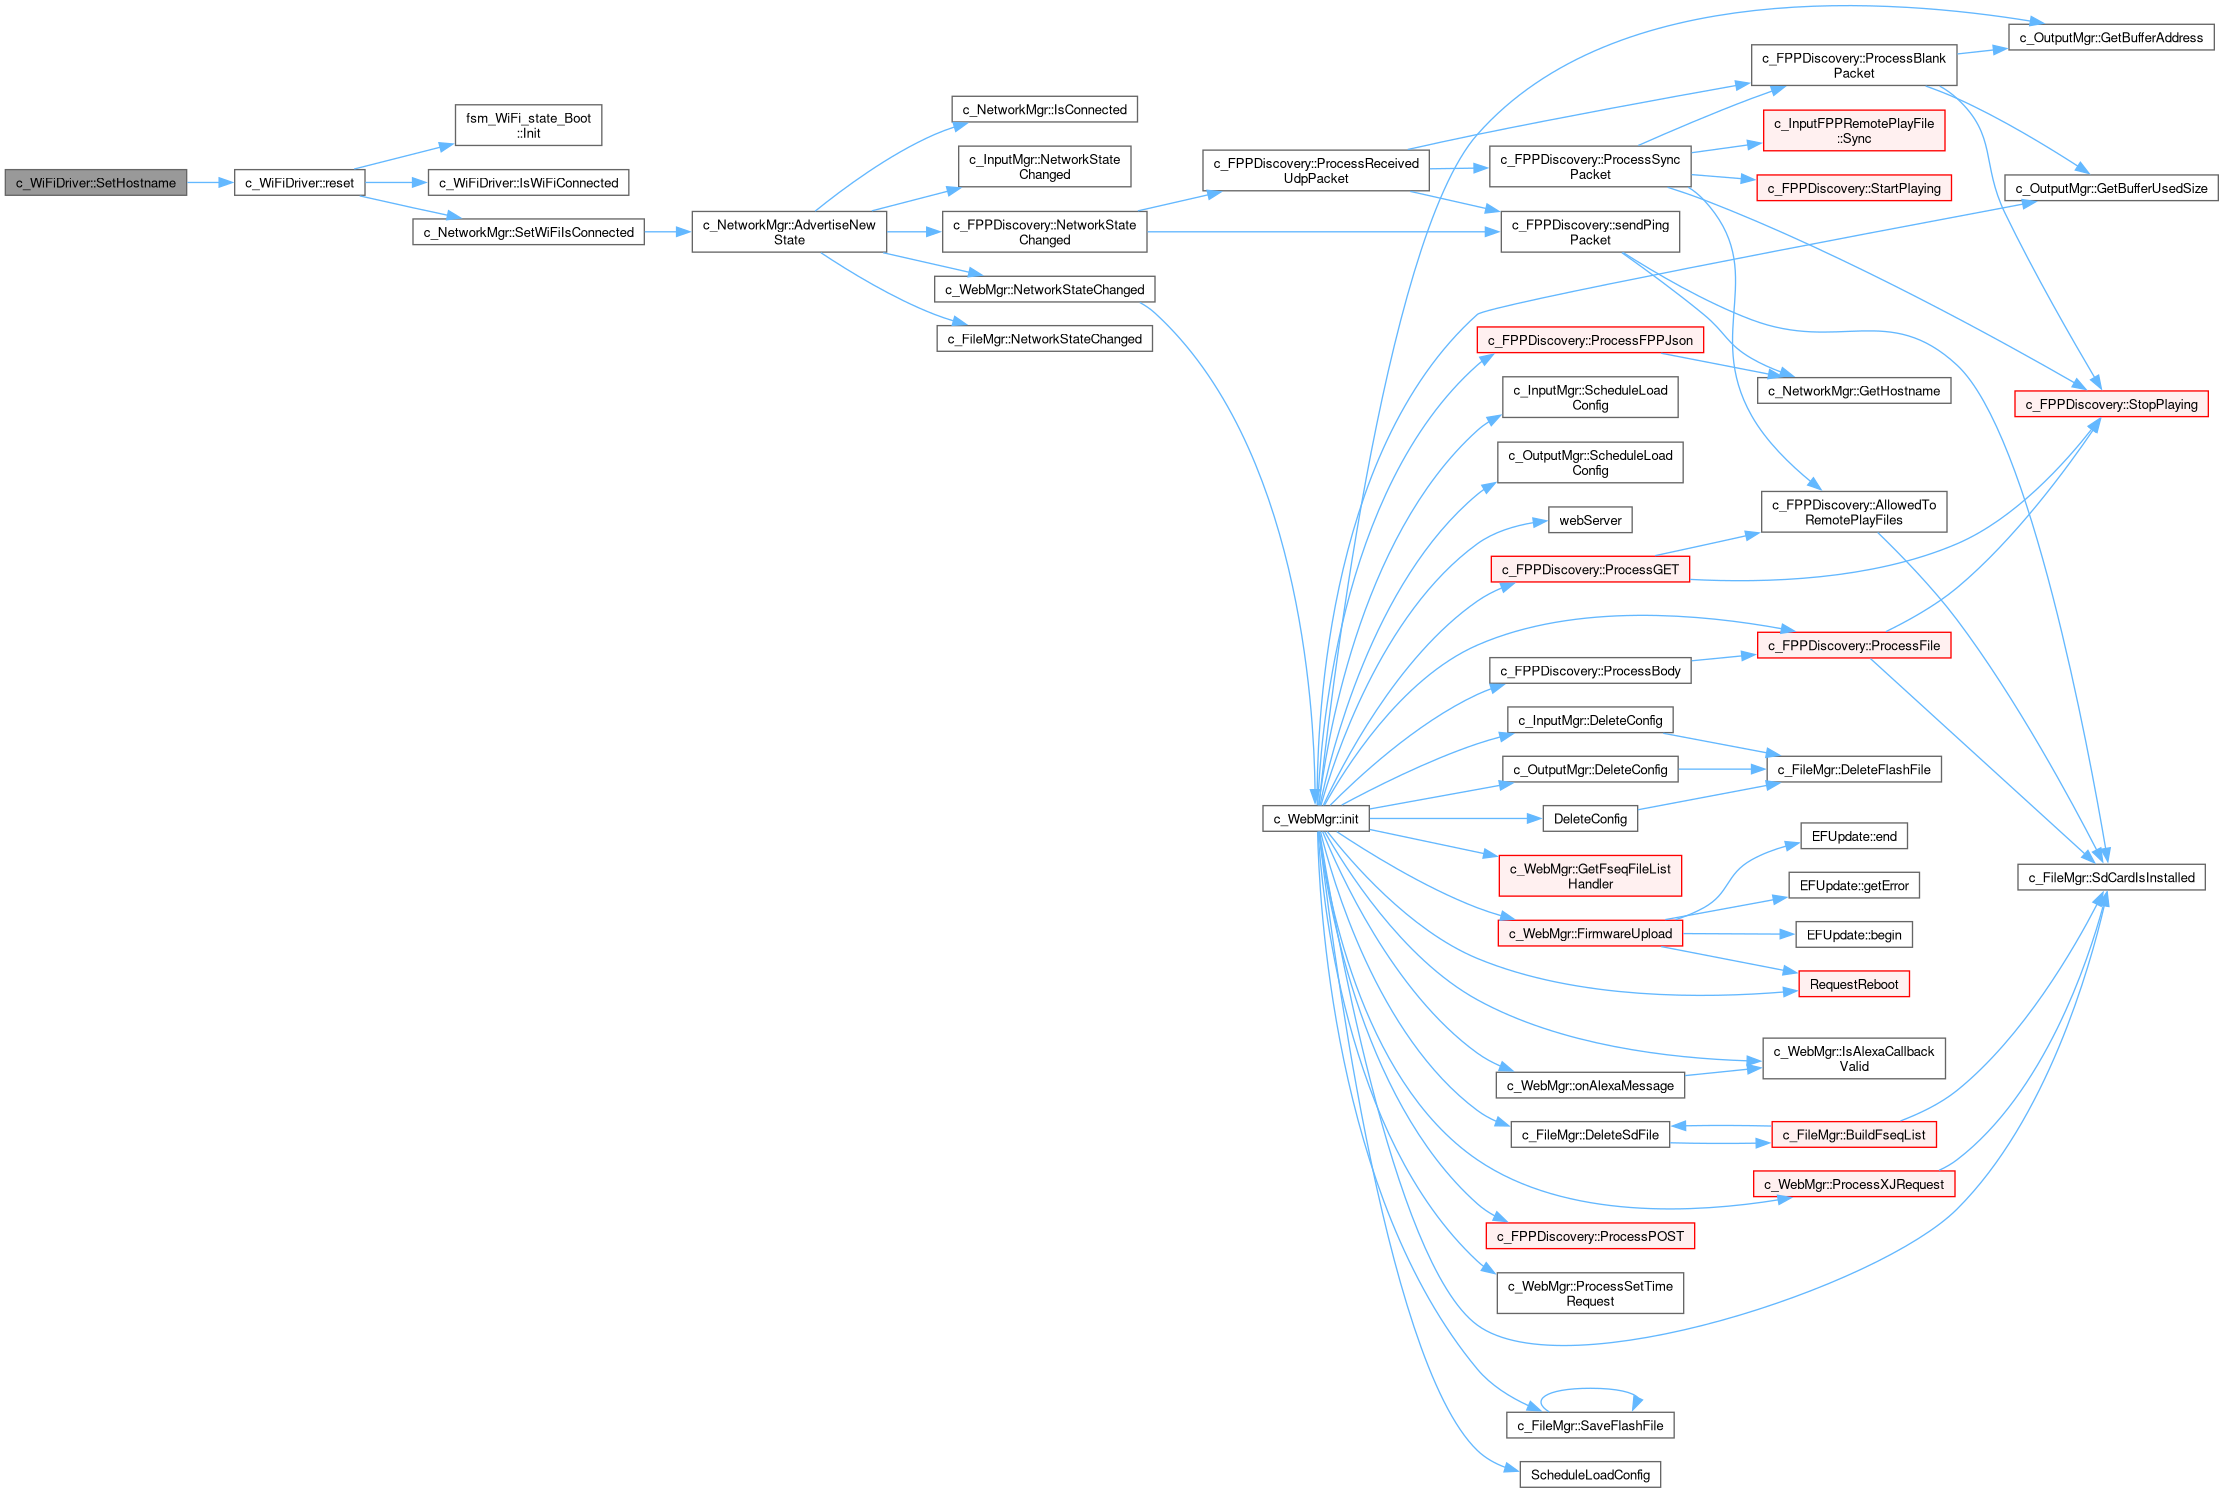 c_WiFiDriver::SetHostname
c_WiFiDriver::reset
fsm_WiFi_state_Boot
::Init
c_WiFiDriver::IsWiFiConnected
c_NetworkMgr::SetWiFiIsConnected
c_NetworkMgr::AdvertiseNew
State
c_NetworkMgr::IsConnected
c_InputMgr::NetworkState
Changed
c_FPPDiscovery::NetworkState
Changed
c_WebMgr::NetworkStateChanged
c_FileMgr::NetworkStateChanged
c_FPPDiscovery::ProcessReceived
UdpPacket
c_WebMgr::init
c_FPPDiscovery::ProcessSync
Packet
c_FPPDiscovery::sendPing
Packet
c_FPPDiscovery::ProcessFPPJson
c_InputMgr::ScheduleLoad
Config
c_OutputMgr::ScheduleLoad
Config
webServer
c_FPPDiscovery::ProcessGET
c_FPPDiscovery::ProcessBody
c_InputMgr::DeleteConfig
c_OutputMgr::DeleteConfig
DeleteConfig
c_WebMgr::GetFseqFileList
Handler
c_WebMgr::FirmwareUpload
c_WebMgr::onAlexaMessage
c_FileMgr::DeleteSdFile
c_FPPDiscovery::ProcessPOST
c_WebMgr::ProcessSetTime
Request
c_FileMgr::SaveFlashFile
ScheduleLoadConfig
c_FPPDiscovery::ProcessBlank
Packet
c_InputFPPRemotePlayFile
::Sync
c_FPPDiscovery::StartPlaying
c_NetworkMgr::GetHostname
c_FPPDiscovery::AllowedTo
RemotePlayFiles
c_FPPDiscovery::ProcessFile
c_FileMgr::DeleteFlashFile
EFUpdate::end
EFUpdate::getError
EFUpdate::begin
RequestReboot
c_WebMgr::IsAlexaCallback
Valid
c_FileMgr::BuildFseqList
c_WebMgr::ProcessXJRequest
c_OutputMgr::GetBufferAddress
c_OutputMgr::GetBufferUsedSize
c_FPPDiscovery::StopPlaying
c_FileMgr::SdCardIsInstalled